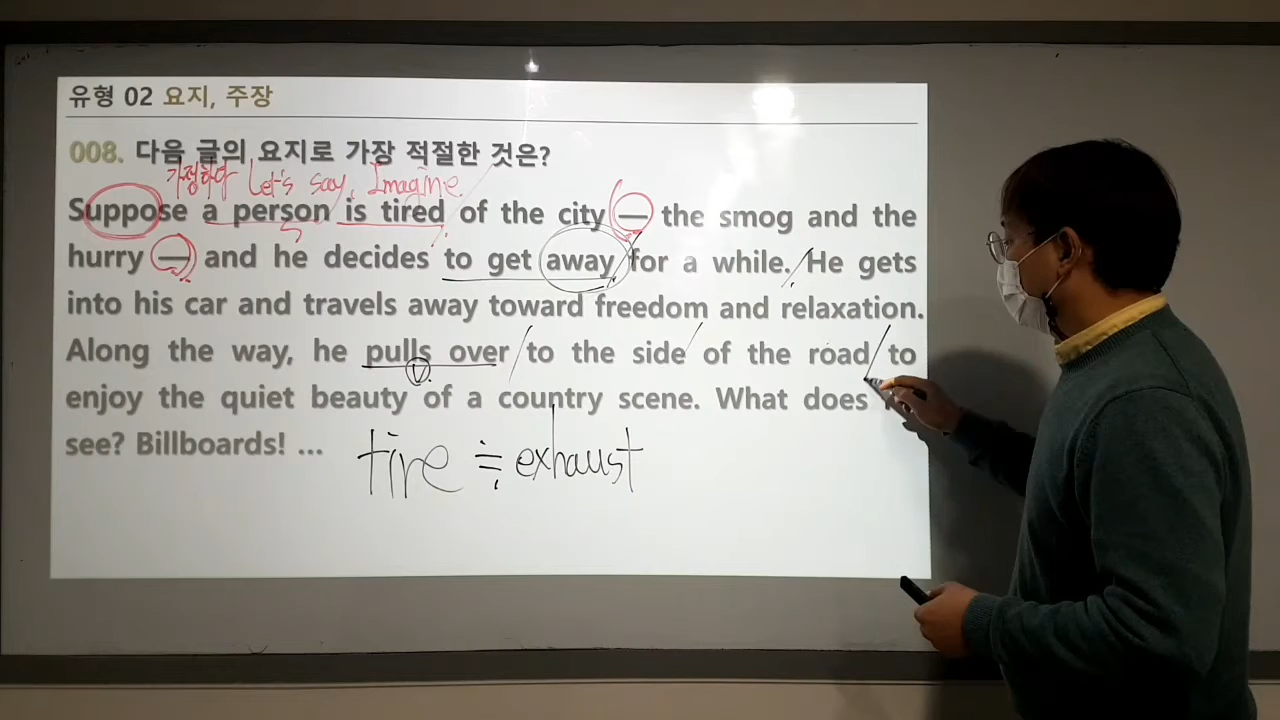 유형 02 요지, 주장
008. 다음 글의 요지로 가장 적절한 것은?
가정하다 Let's say, Imagine.
Suppose a person is tired of the city — the smog and the
hurry — and he decides to get away for a while. He gets
into his car and travels away toward freedom and relaxation.
Along the way, he pulls over to the side of the road to
V
enjoy the quiet beauty of a country scene. What does
see? Billboards! ...
tire ≒ exhaust